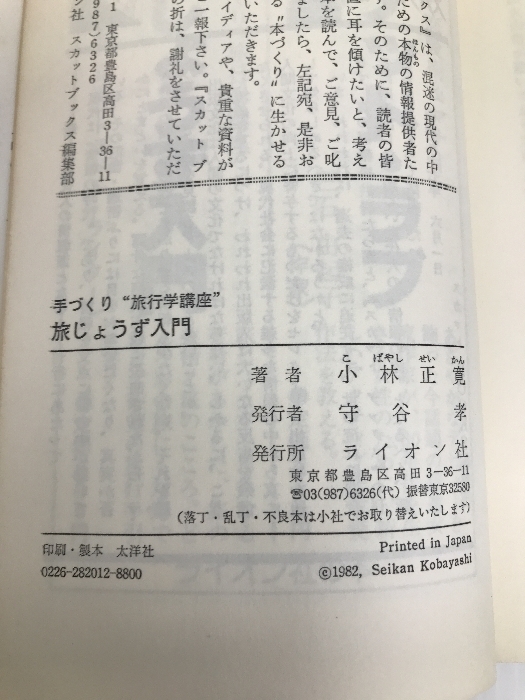 クス』は、混迷の現代の中
ための本物の情報提供者た
す。そのために、読者の皆
直に耳を傾けたいと、考え
本を読んで、ご意見、ご叱
ましたら、左記宛、是非お
る〝本づくり〟に生かせる
いただきます。
イディアや、貴重な資料が
ご一報下さい。『スカット ブ
の折は、謝礼をさせていただ
1 東京都豊島区高田3―36―11
987)6326
ン社 スカットブックス編集部
手づくり “旅行学講座”
旅じょうず入門
著者 小林正寛
こばやしせいかん
発行者 守谷 孝
発行所 ライオン社
東京都豊島区高田3−36−11
☎03(987)6326(代) 振替東京32580
(落丁・乱丁・不良本は小社でお取り替えいたします)
印刷・製本 太洋社
Printed in Japan
0226-282012-8800
©1982, Seikan Kobayashi